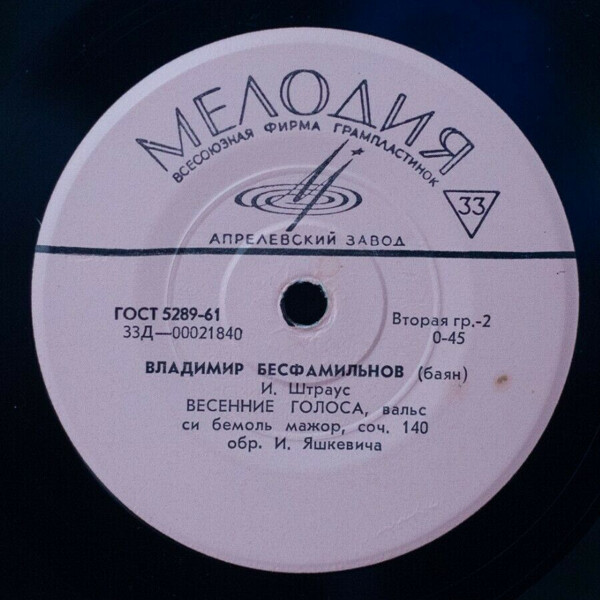 МЕЛОДИЯ
ВСЕСОЮЗНАЯ ФИРМА ГРАМПЛАСТИНОК
33
АПРЕЛЕВСКИЙ ЗАВОД
ГОСТ 5289-61
33Д—00021840
Вторая гр.-2
0-45
ВЛАДИМИР БЕСФАМИЛЬНОВ (баян)
И. Штраус
ВЕСЕННИЕ ГОЛОСА, вальс
си бемоль мажор, соч. 140
обр. И. Яшкевича